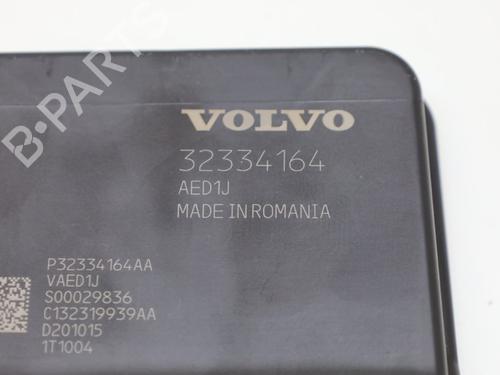 B-PARTS
VOLVO
32334164
AED1J
MADE IN ROMANIA
P32334164AA
VAED1J
S00029836
C132319939AA
D201015
1T1004